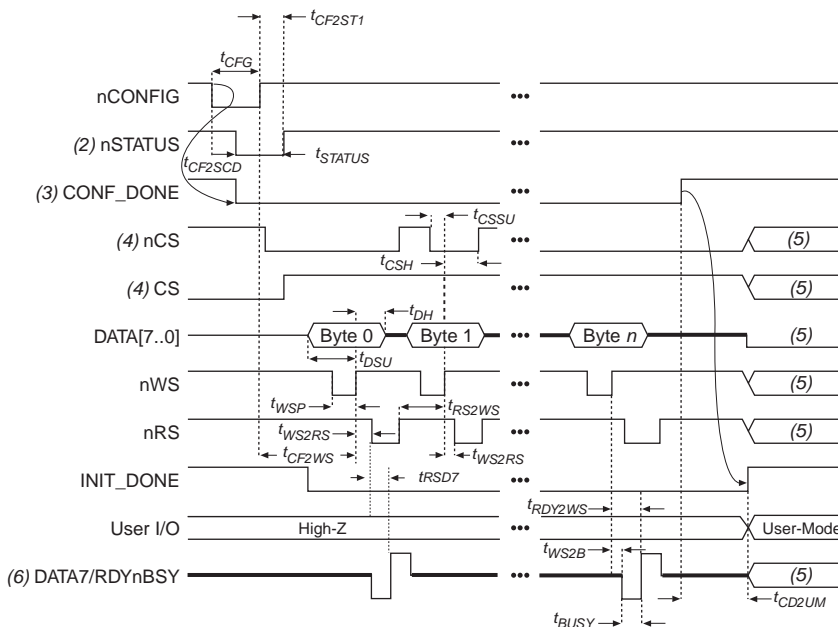 tCF2ST1
tCFG
nCONFIG •••
(2) nSTATUS •••
tCF2SCD tSTATUS
(3) CONF_DONE •••
tCSSU
(4) nCS ••• (5)
tCSH
(4) CS ••• (5)
tDH
DATA[7..0] Byte 0 Byte 1 ••• Byte n (5)
tDSU
nWS ••• (5)
tWSP tRS2WS
nRS ••• (5)
tWS2RS
tCF2WS tWS2RS
INIT_DONE tRSD7 •••
tRDY2WS
User I/O High-Z ••• User-Mode
tWS2B
(6) DATA7/RDYnBSY ••• (5)
tCD2UM
tBUSY